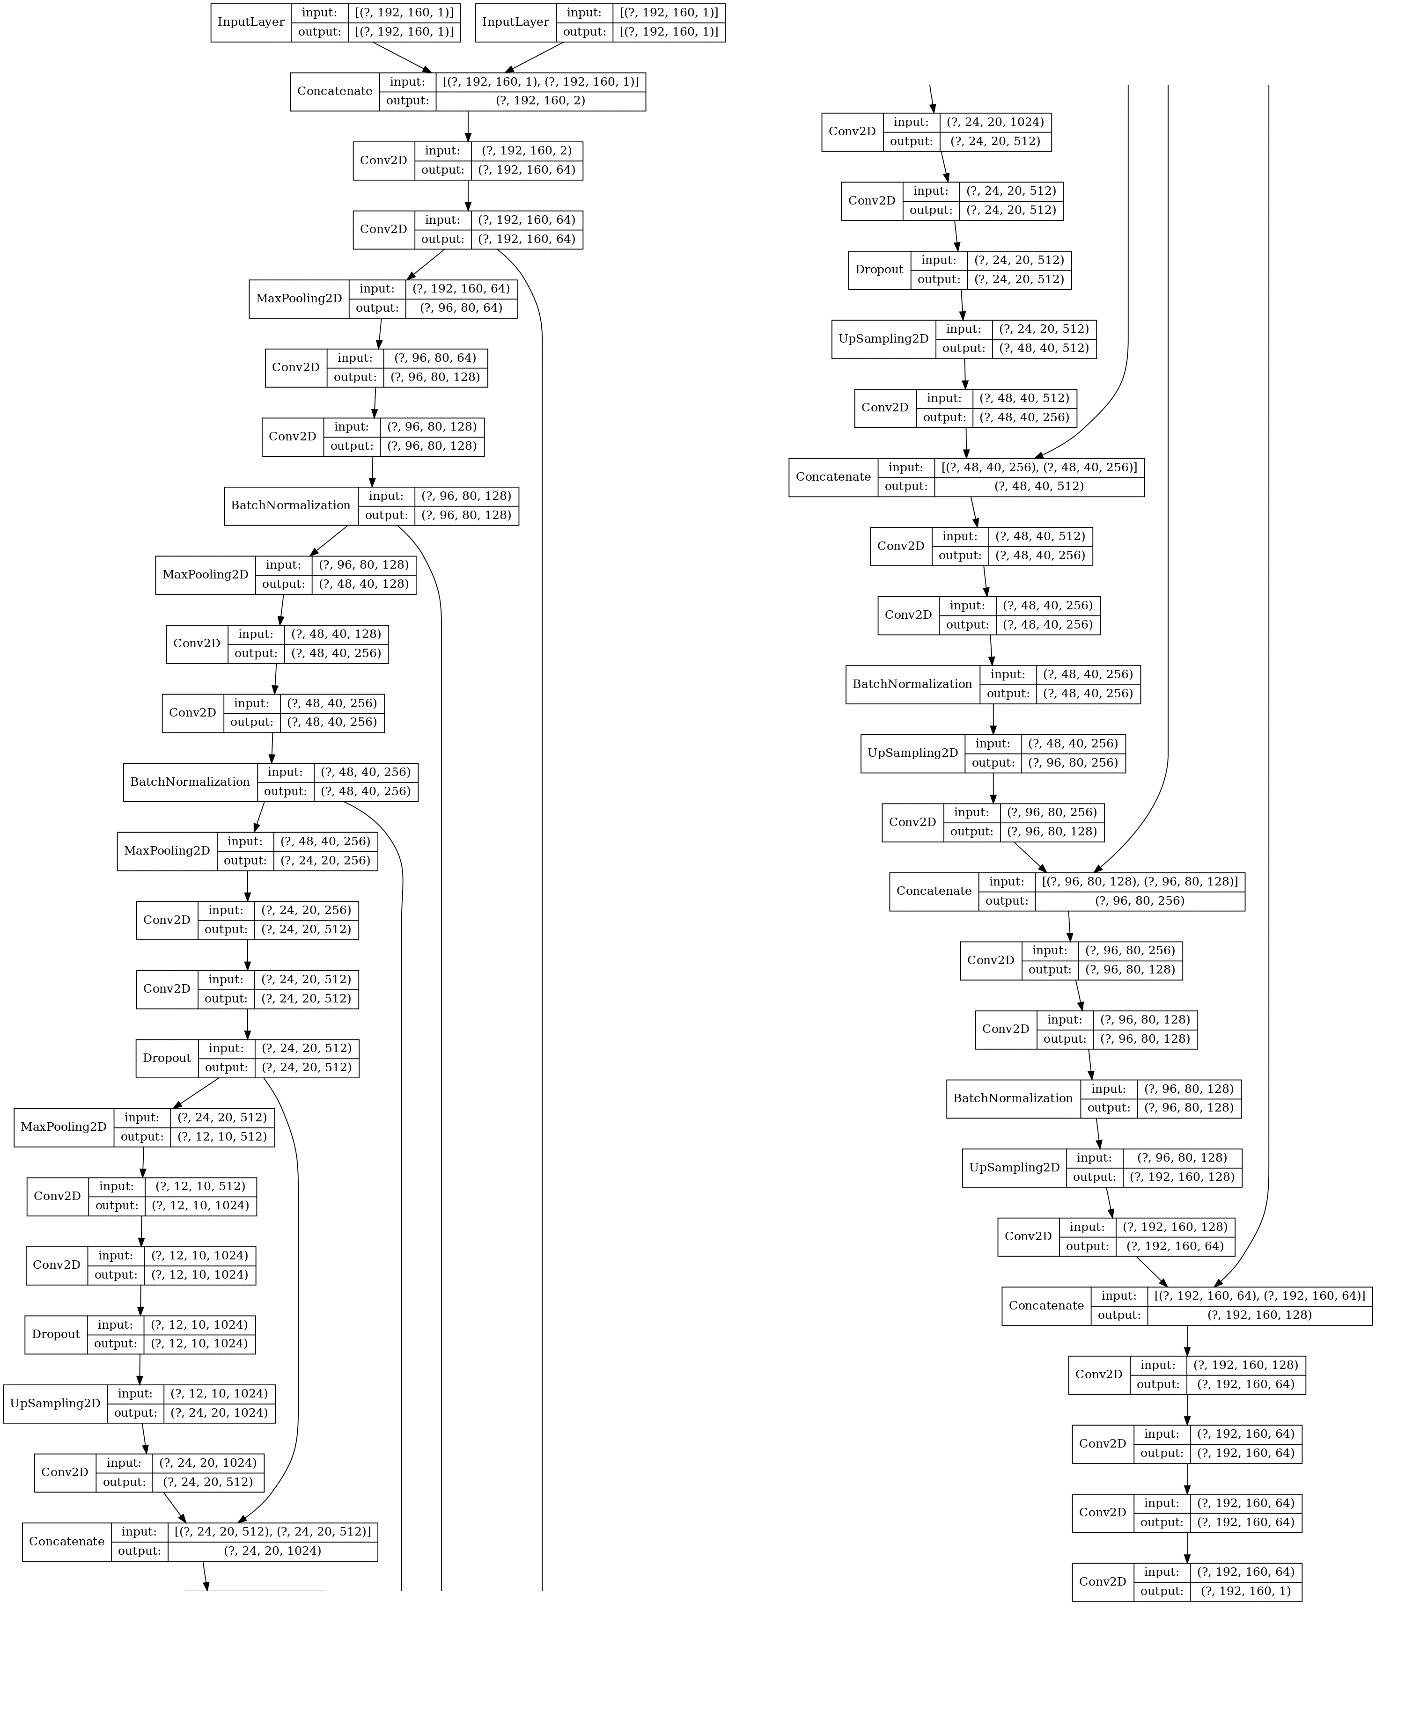 InputLayer
input: [(?, 192, 160, 1)]
output: [(?, 192, 160, 1)]
InputLayer
input: [(?, 192, 160, 1)]
output: [(?, 192, 160, 1)]
Concatenate
input: [(?, 192, 160, 1), (?, 192, 160, 1)]
output: (?, 192, 160, 2)
Conv2D
input: (?, 192, 160, 2)
output: (?, 192, 160, 64)
Conv2D
input: (?, 192, 160, 64)
output: (?, 192, 160, 64)
MaxPooling2D
input: (?, 192, 160, 64)
output: (?, 96, 80, 64)
Conv2D
input: (?, 96, 80, 64)
output: (?, 96, 80, 128)
Conv2D
input: (?, 96, 80, 128)
output: (?, 96, 80, 128)
BatchNormalization
input: (?, 96, 80, 128)
output: (?, 96, 80, 128)
MaxPooling2D
input: (?, 96, 80, 128)
output: (?, 48, 40, 128)
Conv2D
input: (?, 48, 40, 128)
output: (?, 48, 40, 256)
Conv2D
input: (?, 48, 40, 256)
output: (?, 48, 40, 256)
BatchNormalization
input: (?, 48, 40, 256)
output: (?, 48, 40, 256)
MaxPooling2D
input: (?, 48, 40, 256)
output: (?, 24, 20, 256)
Conv2D
input: (?, 24, 20, 256)
output: (?, 24, 20, 512)
Conv2D
input: (?, 24, 20, 512)
output: (?, 24, 20, 512)
Dropout
input: (?, 24, 20, 512)
output: (?, 24, 20, 512)
MaxPooling2D
input: (?, 24, 20, 512)
output: (?, 12, 10, 512)
Conv2D
input: (?, 12, 10, 512)
output: (?, 12, 10, 1024)
Conv2D
input: (?, 12, 10, 1024)
output: (?, 12, 10, 1024)
Dropout
input: (?, 12, 10, 1024)
output: (?, 12, 10, 1024)
UpSampling2D
input: (?, 12, 10, 1024)
output: (?, 24, 20, 1024)
Conv2D
input: (?, 24, 20, 1024)
output: (?, 24, 20, 512)
Concatenate
input: [(?, 24, 20, 512), (?, 24, 20, 512)]
output: (?, 24, 20, 1024)
Conv2D
input: (?, 24, 20, 1024)
output: (?, 24, 20, 512)
Conv2D
input: (?, 24, 20, 512)
output: (?, 24, 20, 512)
Dropout
input: (?, 24, 20, 512)
output: (?, 24, 20, 512)
UpSampling2D
input: (?, 24, 20, 512)
output: (?, 48, 40, 512)
Conv2D
input: (?, 48, 40, 512)
output: (?, 48, 40, 256)
Concatenate
input: [(?, 48, 40, 256), (?, 48, 40, 256)]
output: (?, 48, 40, 512)
Conv2D
input: (?, 48, 40, 512)
output: (?, 48, 40, 256)
Conv2D
input: (?, 48, 40, 256)
output: (?, 48, 40, 256)
BatchNormalization
input: (?, 48, 40, 256)
output: (?, 48, 40, 256)
UpSampling2D
input: (?, 48, 40, 256)
output: (?, 96, 80, 256)
Conv2D
input: (?, 96, 80, 256)
output: (?, 96, 80, 128)
Concatenate
input: [(?, 96, 80, 128), (?, 96, 80, 128)]
output: (?, 96, 80, 256)
Conv2D
input: (?, 96, 80, 256)
output: (?, 96, 80, 128)
Conv2D
input: (?, 96, 80, 128)
output: (?, 96, 80, 128)
BatchNormalization
input: (?, 96, 80, 128)
output: (?, 96, 80, 128)
UpSampling2D
input: (?, 96, 80, 128)
output: (?, 192, 160, 128)
Conv2D
input: (?, 192, 160, 128)
output: (?, 192, 160, 64)
Concatenate
input: [(?, 192, 160, 64), (?, 192, 160, 64)]
output: (?, 192, 160, 128)
Conv2D
input: (?, 192, 160, 128)
output: (?, 192, 160, 64)
Conv2D
input: (?, 192, 160, 64)
output: (?, 192, 160, 64)
Conv2D
input: (?, 192, 160, 64)
output: (?, 192, 160, 64)
Conv2D
input: (?, 192, 160, 64)
output: (?, 192, 160, 1)